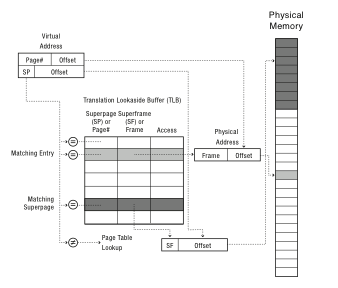 Physical
Memory
Virtual
Address
Page# Offset
SP Offset
Translation Lookaside Buffer (TLB)
Superpage Superframe
(SP) or (SF) or
Page# Frame Access
Physical
Address
Matching Entry
Frame Offset
Matching
Superpage
Page Table
Lookup
SF Offset